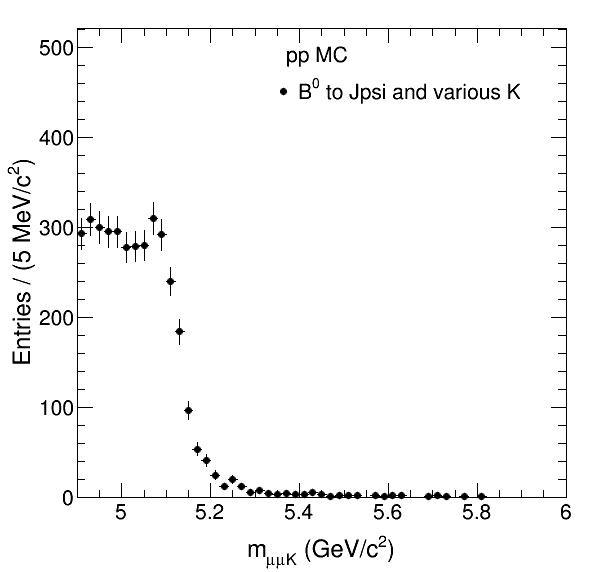 pp MC
B⁰ to Jpsi and various K
Entries / (5 MeV/c²)
500
400
300
200
100
0
5 5.2 5.4 5.6 5.8 6
mμμK (GeV/c²)